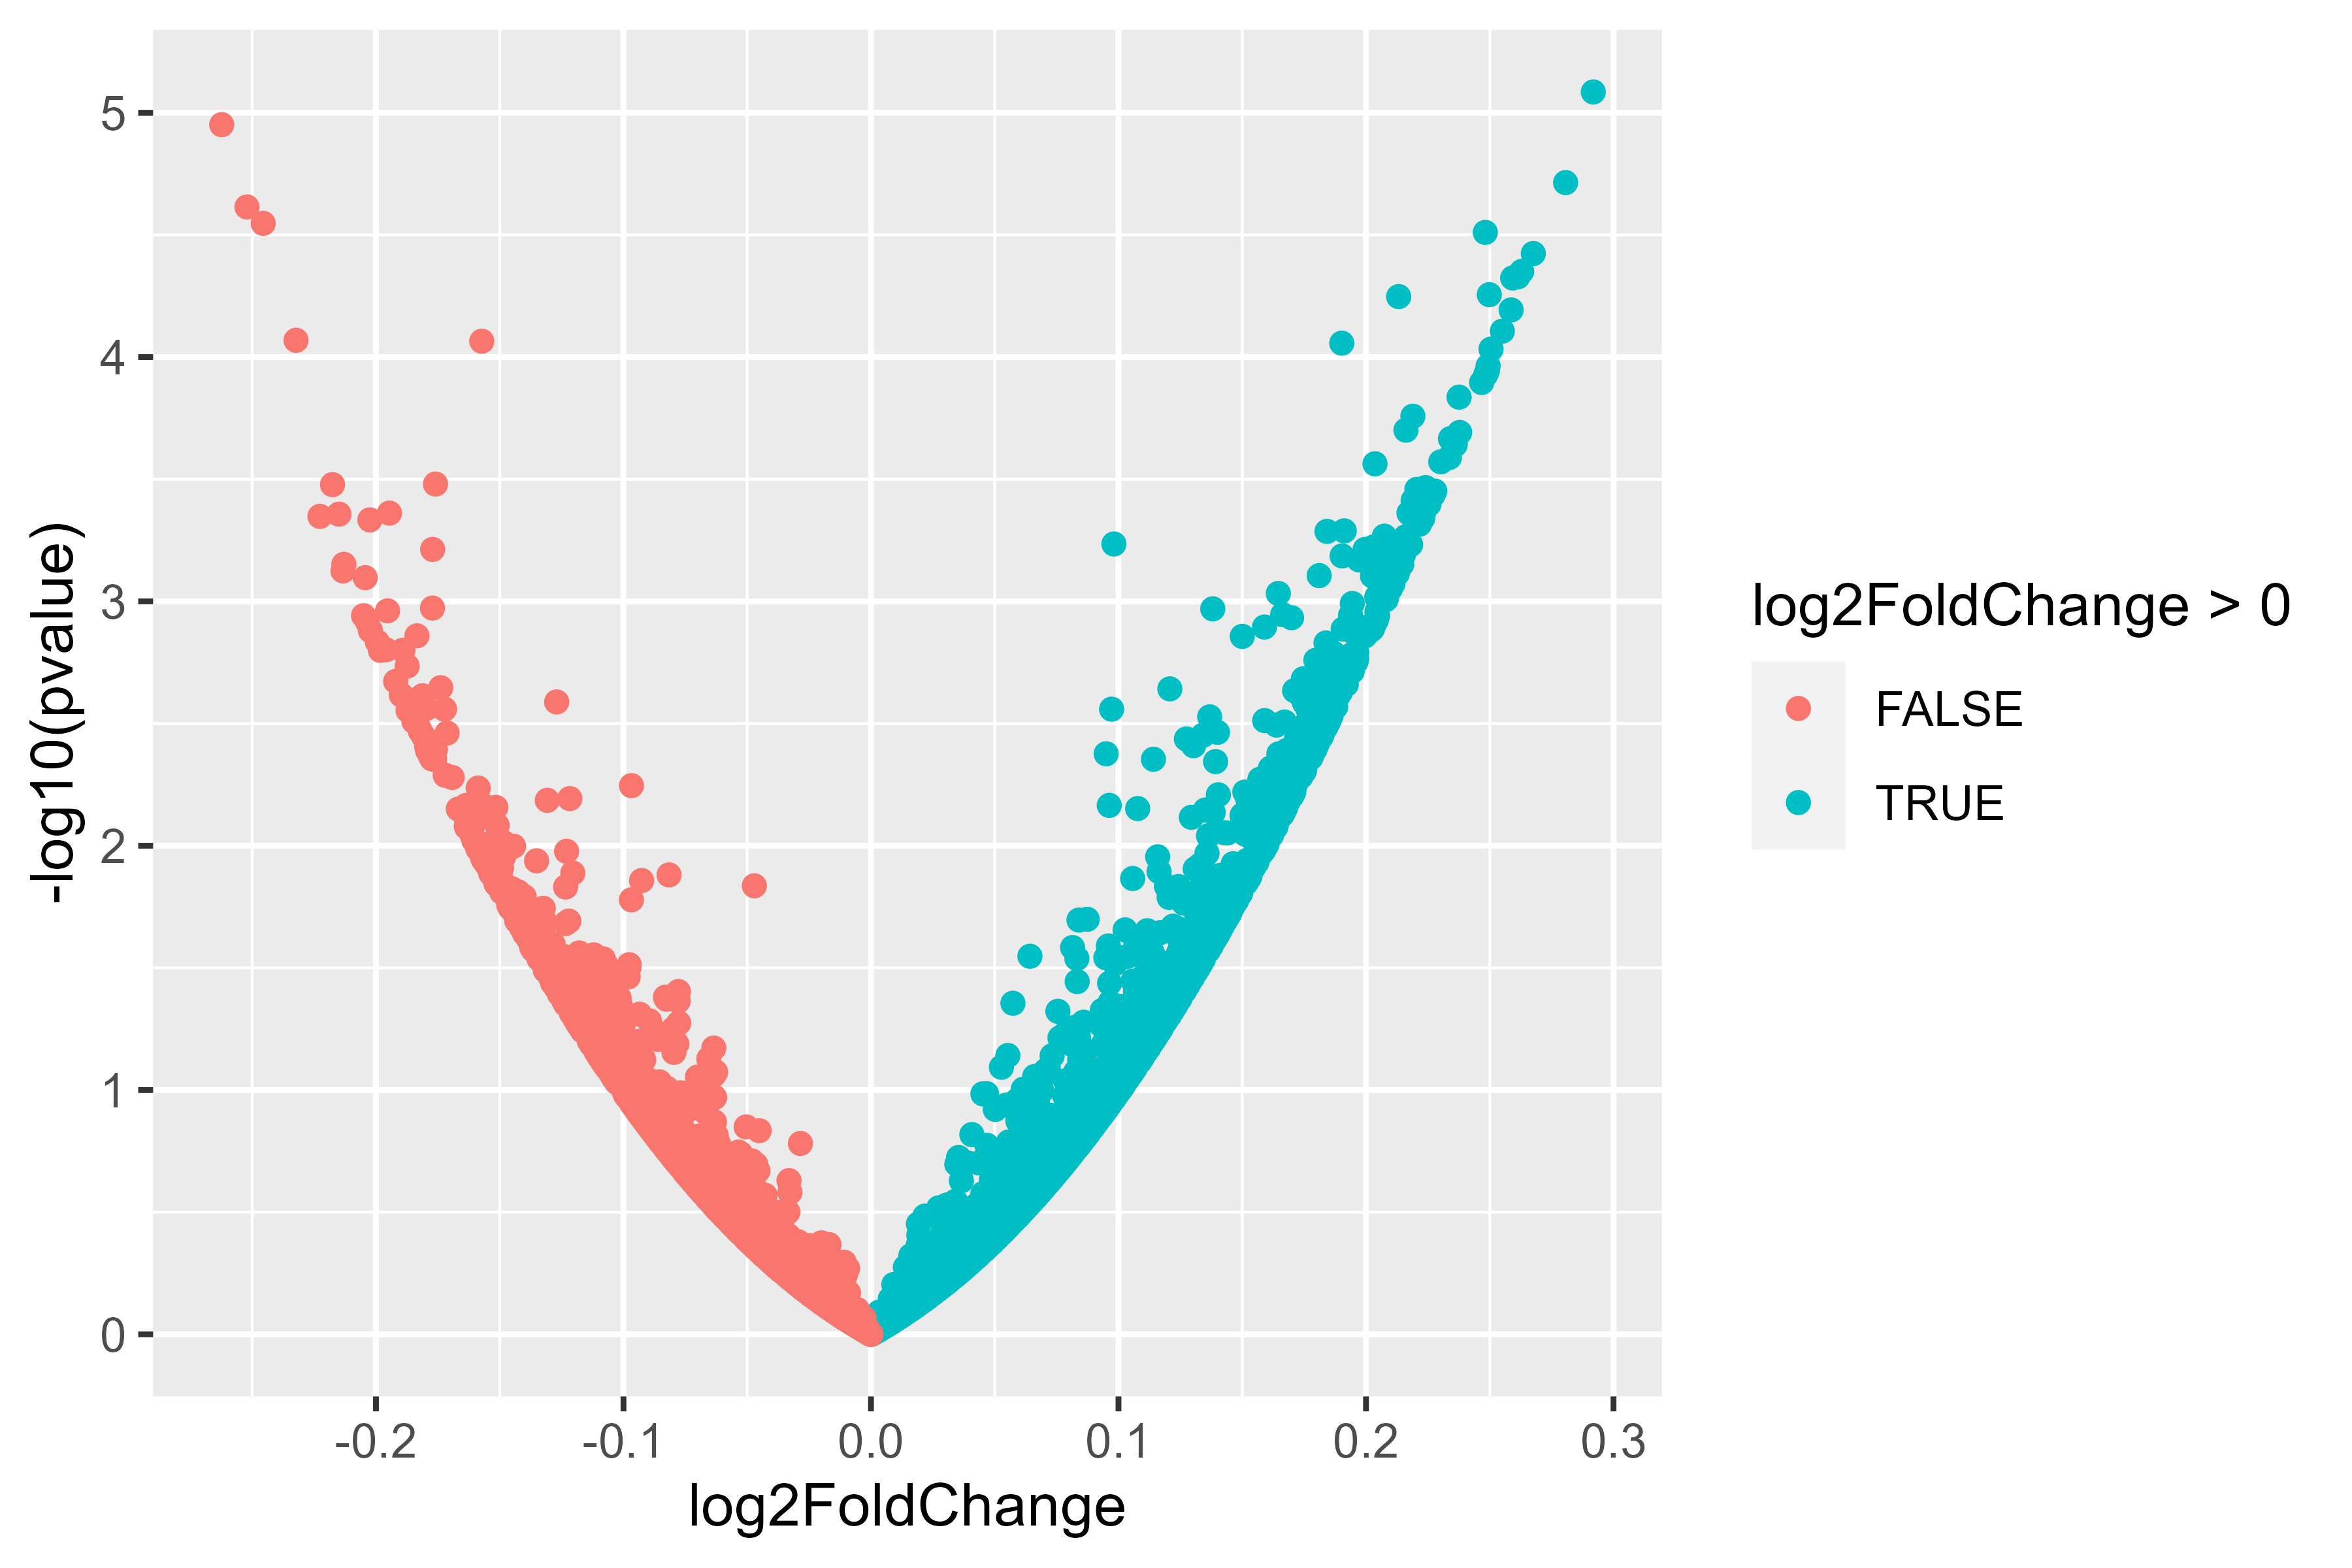 5
4
3
2
1
0
-log10(pvalue)
-0.2 -0.1 0.0 0.1 0.2 0.3
log2FoldChange
log2FoldChange > 0
FALSE
TRUE